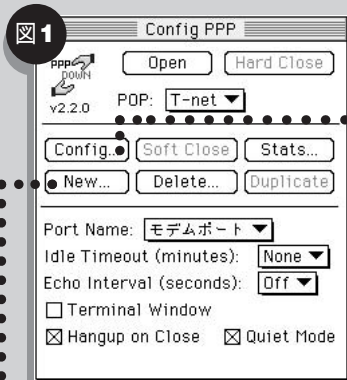 図1
Config PPP
PPP
DOWN
v2.2.0
Open
Hard Close
POP: T-net
Config...
Soft Close
Stats...
New...
Delete...
Duplicate
Port Name: モデムポート
Idle Timeout (minutes): None
Echo Interval (seconds): Off
Terminal Window
Hangup on Close
Quiet Mode